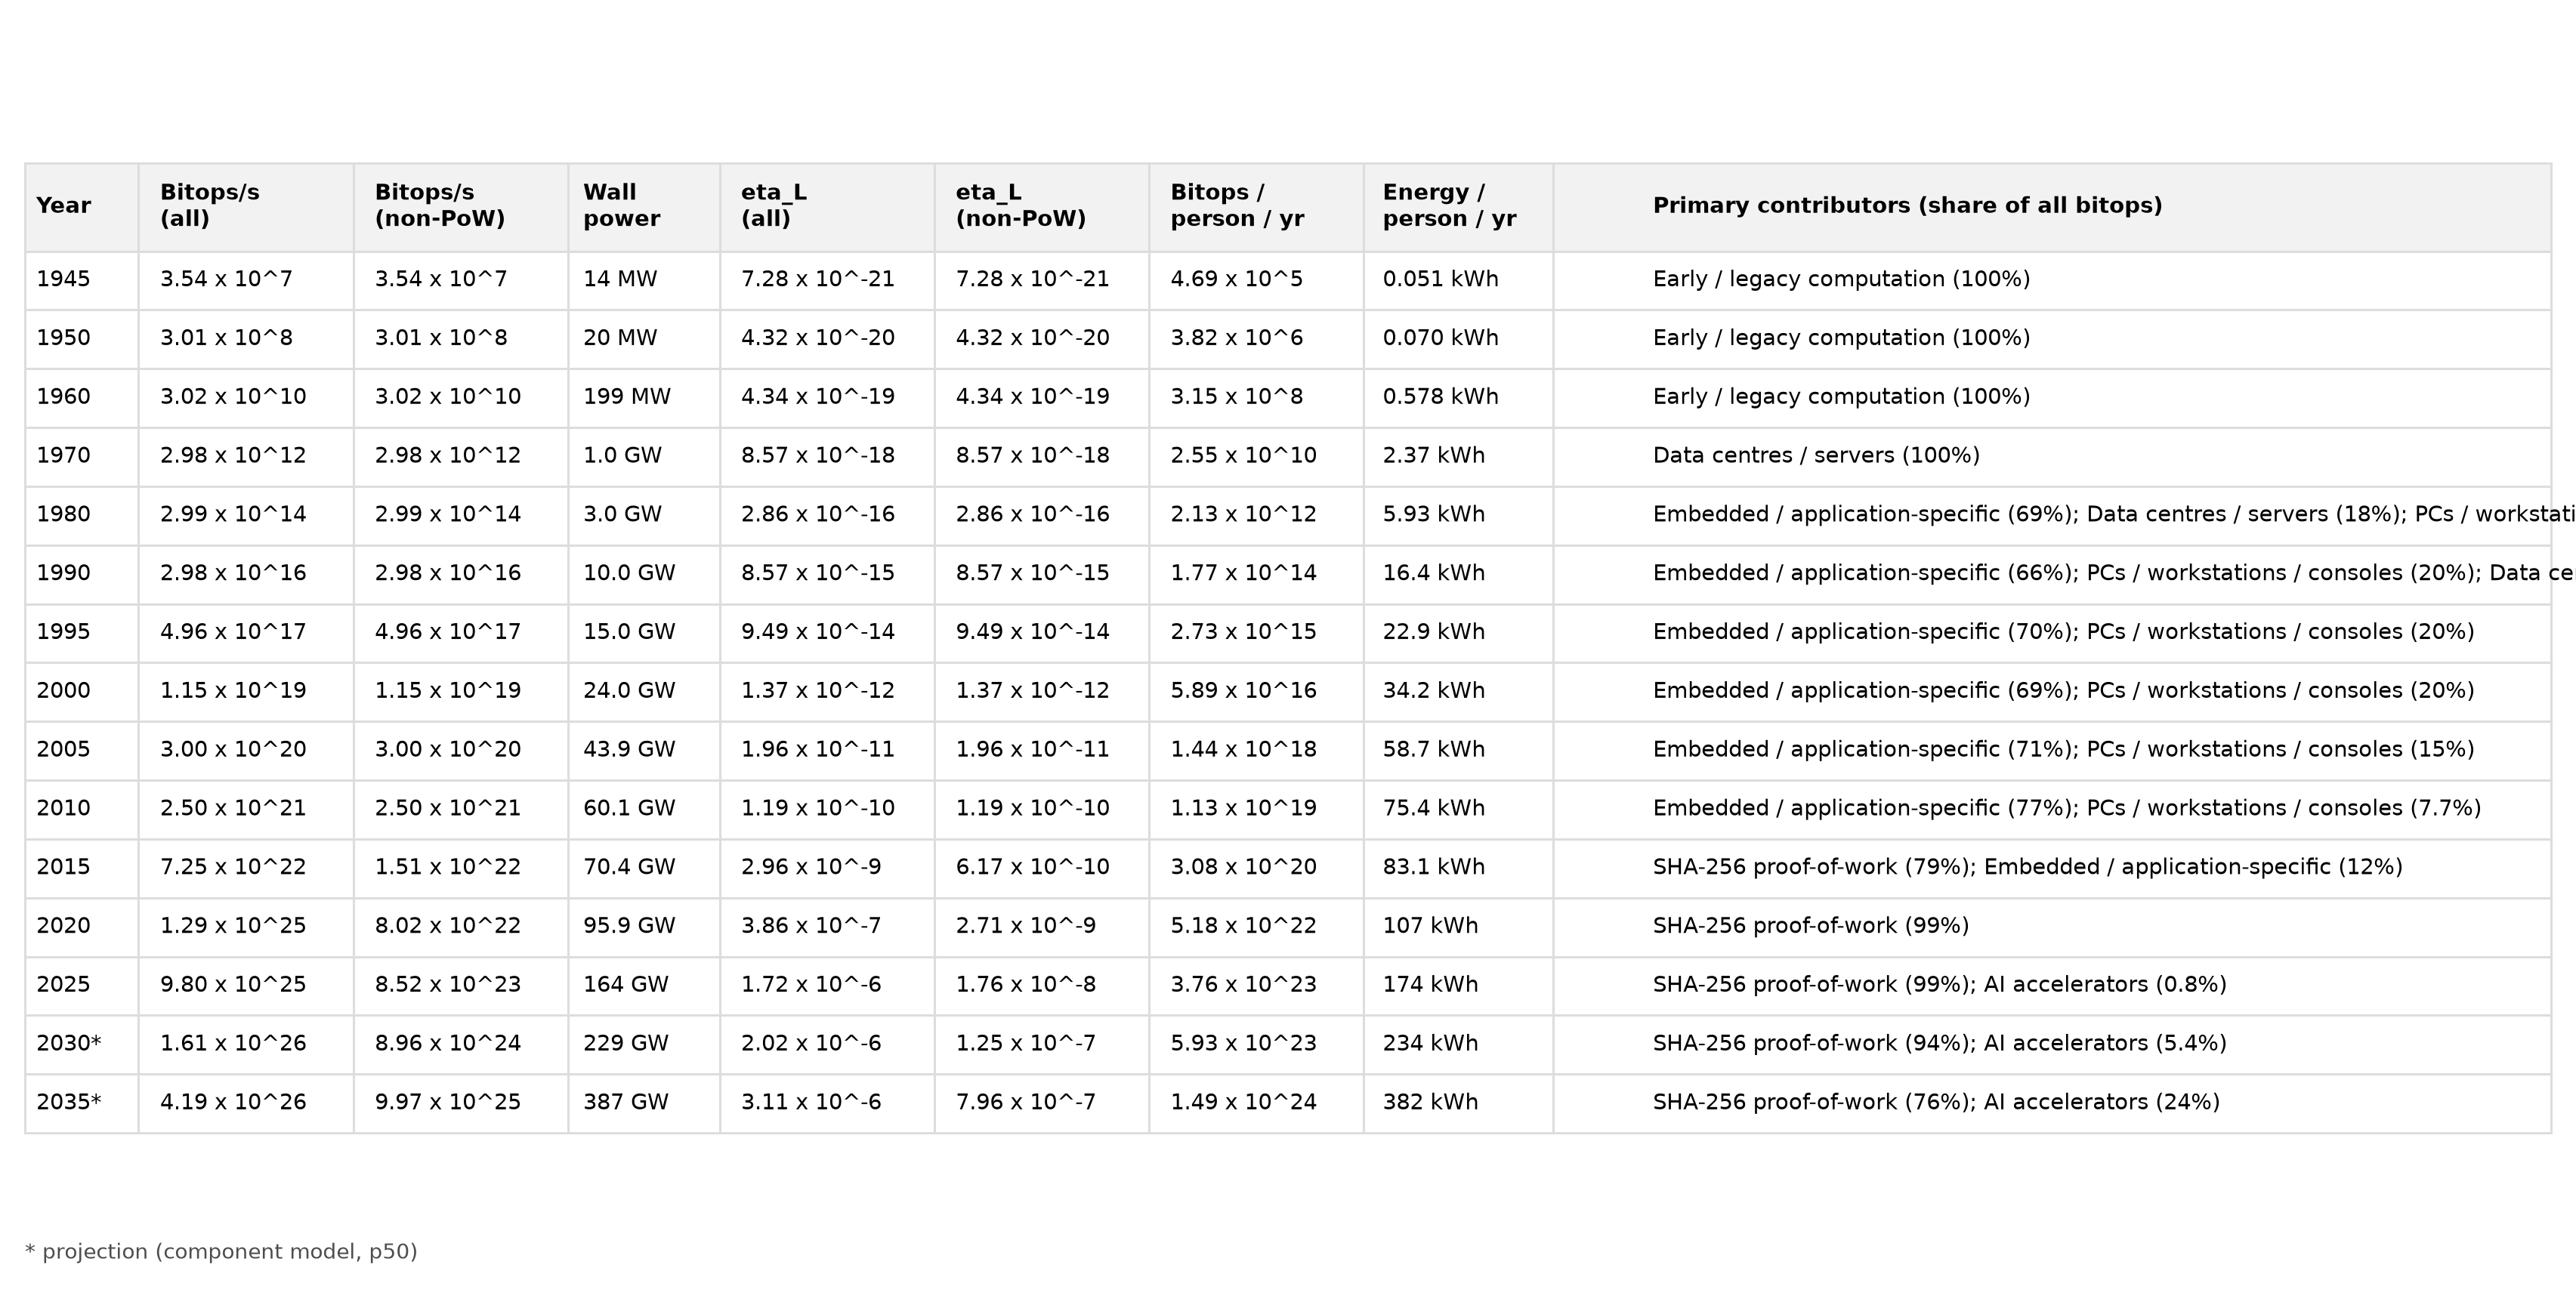 Year | Bitops/s (all) | Bitops/s (non-PoW) | Wall power | eta_L (all) | eta_L (non-PoW) | Bitops / person / yr | Energy / person / yr | Primary contributors (share of all bitops)
1945 | 3.54 x 10^7 | 3.54 x 10^7 | 14 MW | 7.28 x 10^-21 | 7.28 x 10^-21 | 4.69 x 10^5 | 0.051 kWh | Early / legacy computation (100%)
1950 | 3.01 x 10^8 | 3.01 x 10^8 | 20 MW | 4.32 x 10^-20 | 4.32 x 10^-20 | 3.82 x 10^6 | 0.070 kWh | Early / legacy computation (100%)
1960 | 3.02 x 10^10 | 3.02 x 10^10 | 199 MW | 4.34 x 10^-19 | 4.34 x 10^-19 | 3.15 x 10^8 | 0.578 kWh | Early / legacy computation (100%)
1970 | 2.98 x 10^12 | 2.98 x 10^12 | 1.0 GW | 8.57 x 10^-18 | 8.57 x 10^-18 | 2.55 x 10^10 | 2.37 kWh | Data centres / servers (100%)
1980 | 2.99 x 10^14 | 2.99 x 10^14 | 3.0 GW | 2.86 x 10^-16 | 2.86 x 10^-16 | 2.13 x 10^12 | 5.93 kWh | Embedded / application-specific (69%); Data centres / servers (18%); PCs /
1990 | 2.98 x 10^16 | 2.98 x 10^16 | 10.0 GW | 8.57 x 10^-15 | 8.57 x 10^-15 | 1.77 x 10^14 | 16.4 kWh | Embedded / application-specific (66%); PCs / workstations / consoles (20%); Data
1995 | 4.96 x 10^17 | 4.96 x 10^17 | 15.0 GW | 9.49 x 10^-14 | 9.49 x 10^-14 | 2.73 x 10^15 | 22.9 kWh | Embedded / application-specific (70%); PCs / workstations / consoles (20%)
2000 | 1.15 x 10^19 | 1.15 x 10^19 | 24.0 GW | 1.37 x 10^-12 | 1.37 x 10^-12 | 5.89 x 10^16 | 34.2 kWh | Embedded / application-specific (69%); PCs / workstations / consoles (20%)
2005 | 3.00 x 10^20 | 3.00 x 10^20 | 43.9 GW | 1.96 x 10^-11 | 1.96 x 10^-11 | 1.44 x 10^18 | 58.7 kWh | Embedded / application-specific (71%); PCs / workstations / consoles (15%)
2010 | 2.50 x 10^21 | 2.50 x 10^21 | 60.1 GW | 1.19 x 10^-10 | 1.19 x 10^-10 | 1.13 x 10^19 | 75.4 kWh | Embedded / application-specific (77%); PCs / workstations / consoles (7.7%)
2015 | 7.25 x 10^22 | 1.51 x 10^22 | 70.4 GW | 2.96 x 10^-9 | 6.17 x 10^-10 | 3.08 x 10^20 | 83.1 kWh | SHA-256 proof-of-work (79%); Embedded / application-specific (12%)
2020 | 1.29 x 10^25 | 8.02 x 10^22 | 95.9 GW | 3.86 x 10^-7 | 2.71 x 10^-9 | 5.18 x 10^22 | 107 kWh | SHA-256 proof-of-work (99%)
2025 | 9.80 x 10^25 | 8.52 x 10^23 | 164 GW | 1.72 x 10^-6 | 1.76 x 10^-8 | 3.76 x 10^23 | 174 kWh | SHA-256 proof-of-work (99%); AI accelerators (0.8%)
2030* | 1.61 x 10^26 | 8.96 x 10^24 | 229 GW | 2.02 x 10^-6 | 1.25 x 10^-7 | 5.93 x 10^23 | 234 kWh | SHA-256 proof-of-work (94%); AI accelerators (5.4%)
2035* | 4.19 x 10^26 | 9.97 x 10^25 | 387 GW | 3.11 x 10^-6 | 7.96 x 10^-7 | 1.49 x 10^24 | 382 kWh | SHA-256 proof-of-work (76%); AI accelerators (24%)
* projection (component model, p50)